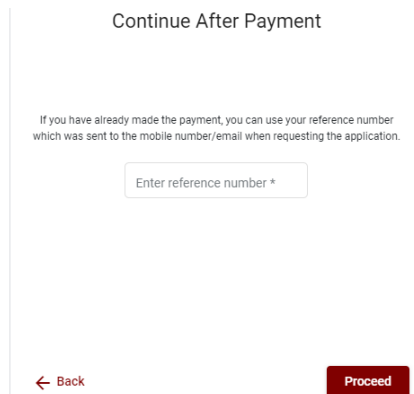 Continue After Payment
If you have already made the payment, you can use your reference number
which was sent to the mobile number/email when requesting the application.
Enter reference number *
← Back
Proceed